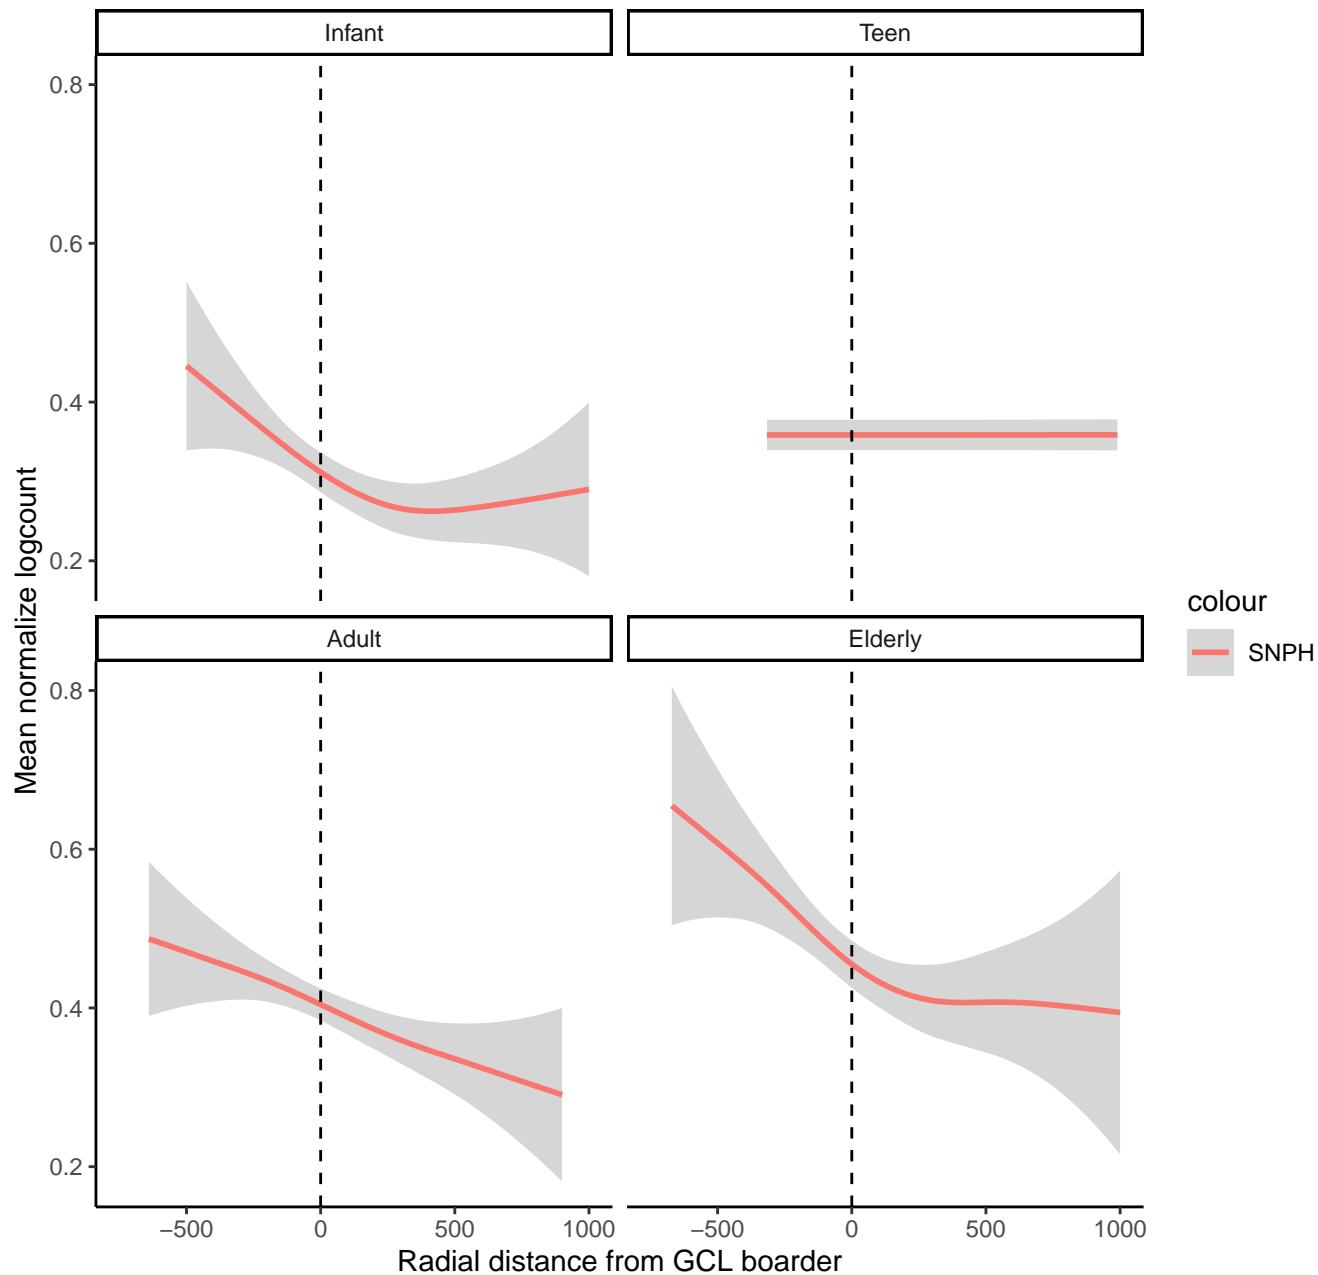 Infant
Teen
0.8
0.6
0.4
0.2
Adult
Elderly
0.8
0.6
0.4
0.2
−500
0
500
1000
−500
0
500
1000
Radial distance from GCL boarder
Mean normalize logcount
colour
SNPH